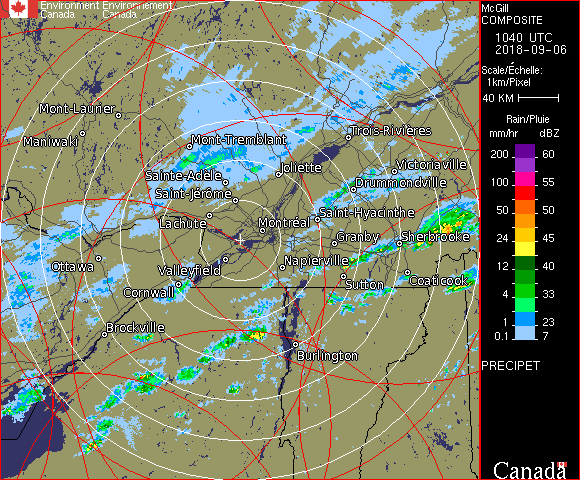 Environment Environnement
Canada Canada
McGill
COMPOSITE
1040 UTC
2018-09-06
Scale/Échelle:
1km/Pixel
40 KM
Rain/Pluie
mm/hr dBZ
200 60
100 55
50 50
24 45
12 40
4 33
1 23
0.1 7
PRECIPET
Canada
Mont-Laurier
Maniwaki
Trois-Rivières
Mont-Tremblant
Joliette
Victoriaville
Sainte-Adèle
Drummondville
Saint-Jérôme
Saint-Hyacinthe
Lachute
Montréal
Granby
Sherbrooke
Ottawa
Valleyfield
Napierville
Cornwall
Sutton
Coaticook
Brockville
Burlington